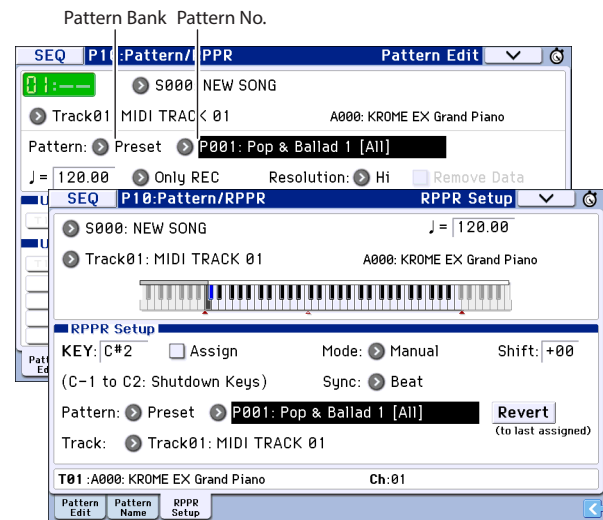 Pattern Bank Pattern No.
SEQ P10:Pattern/RPPR Pattern Edit
01:--
S000: NEW SONG
Track01: MIDI TRACK 01 A000: KROME EX Grand Piano
Pattern: Preset P001: Pop & Ballad 1 [All]
♩= 120.00 Only REC Resolution: Hi Remove Data
SEQ P10:Pattern/RPPR RPPR Setup
S000: NEW SONG ♩= 120.00
Track01: MIDI TRACK 01 A000: KROME EX Grand Piano
RPPR Setup
KEY: C#2 Assign Mode: Manual Shift: +00
(C-1 to C2: Shutdown Keys) Sync: Beat
Pattern: Preset P001: Pop & Ballad 1 [All] Revert
(to last assigned)
Track: Track01: MIDI TRACK 01
T01 :A000: KROME EX Grand Piano Ch:01
Pattern Edit
Pattern Name
RPPR Setup